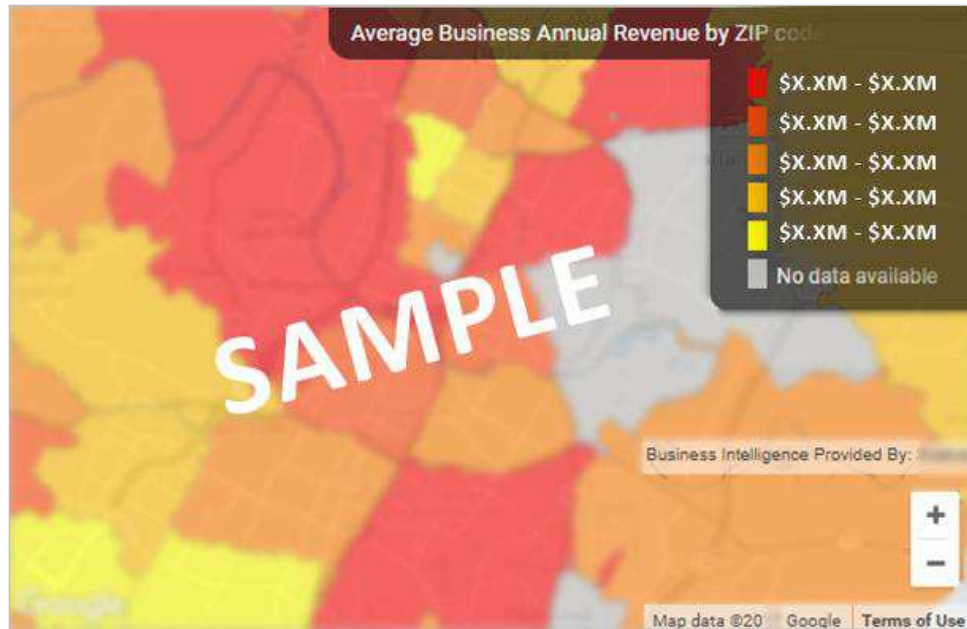 Average Business Annual Revenue by ZIP code
$X.XM - $X.XM
$X.XM - $X.XM
$X.XM - $X.XM
$X.XM - $X.XM
$X.XM - $X.XM
No data available
SAMPLE
Business Intelligence Provided By:
+
−
Google
Map data ©20 Google Terms of Use